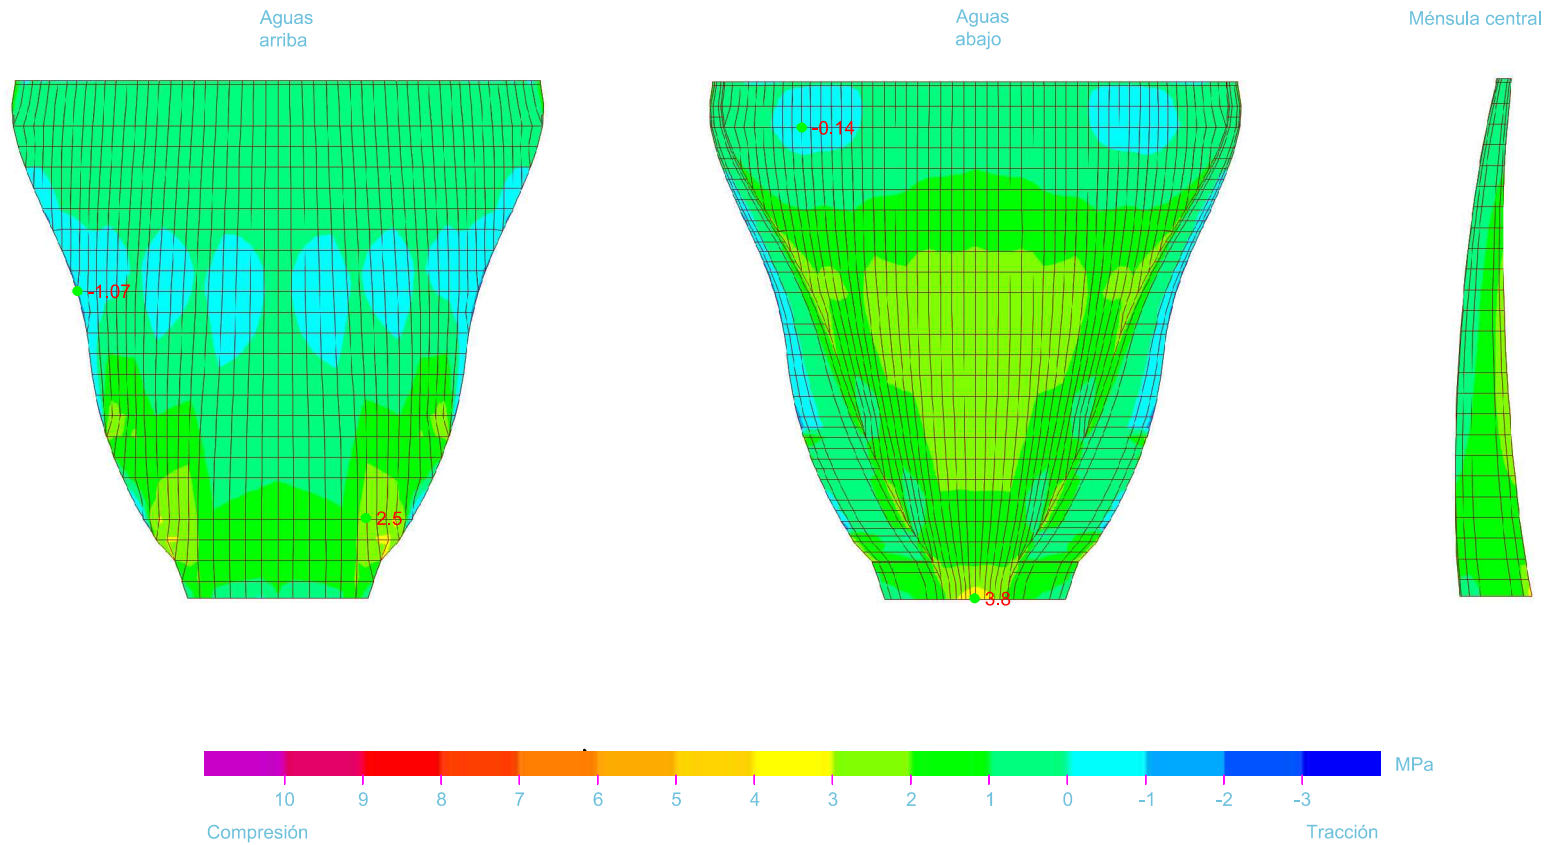 Aguas
arriba
Aguas
abajo
Ménsula central
-0.14
-1.07
2.5
3.8
MPa
10 9 8 7 6 5 4 3 2 1 0 -1 -2 -3
Compresión
Tracción